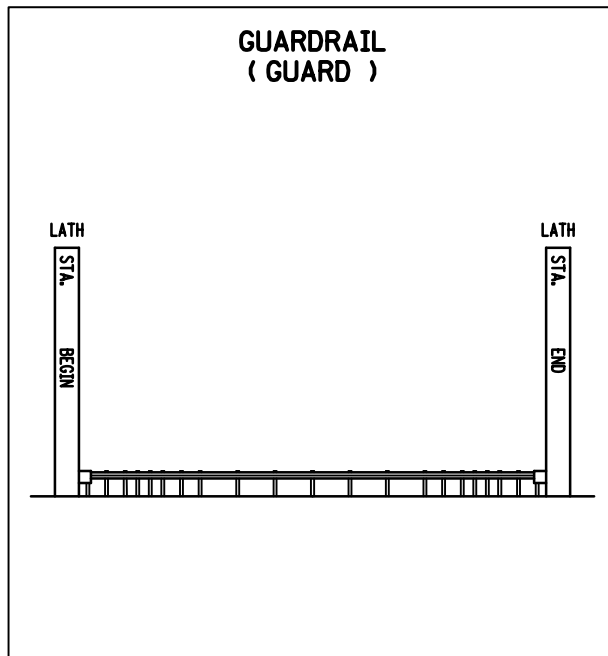 GUARDRAIL
( GUARD )
LATH
LATH
STA. BEGIN
STA. END